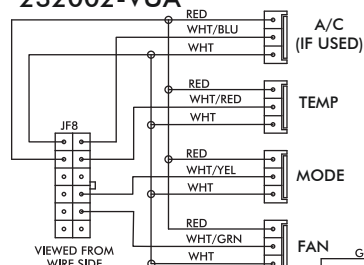 232002-VUA
RED
WHT/BLU
WHT
A/C
(IF USED)
RED
WHT/RED
WHT
TEMP
JF8
RED
WHT/YEL
WHT
MODE
RED
WHT/GRN
WHT
FAN
VIEWED FROM
WIRE SIDE
G